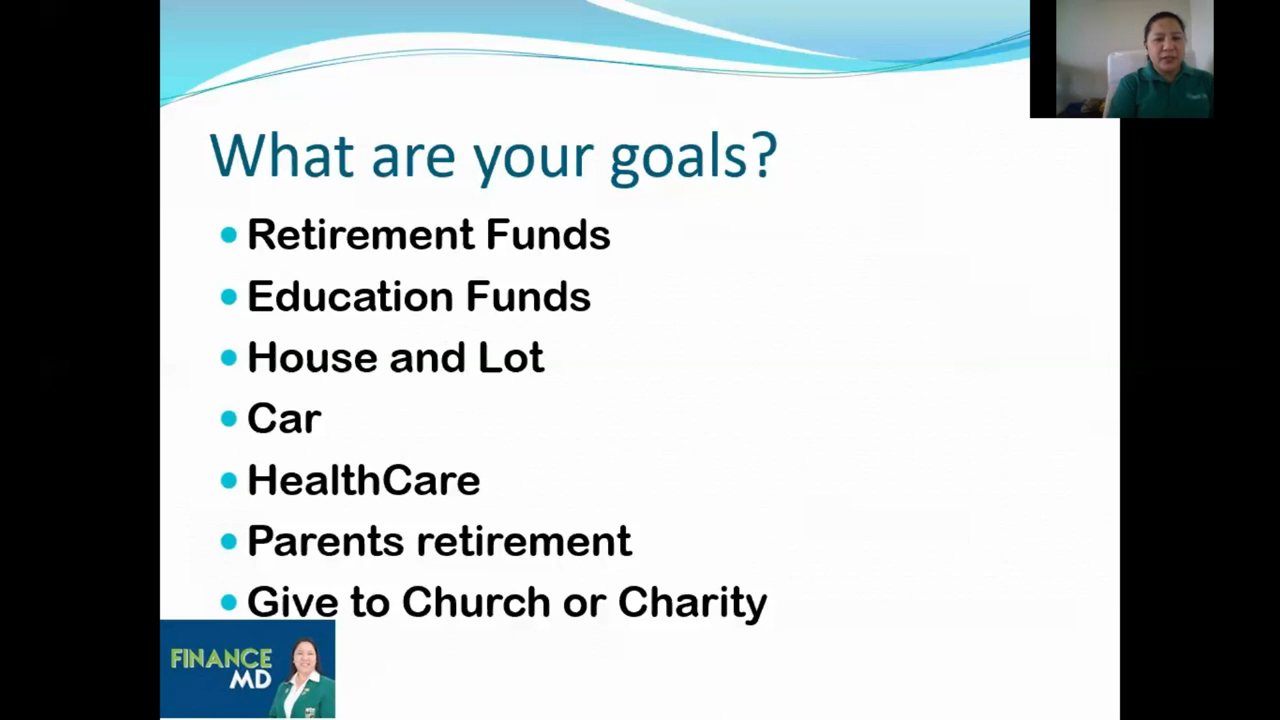 What are your goals?
Retirement Funds
Education Funds
House and Lot
Car
HealthCare
Parents retirement
Give to Church or Charity
FINANCE
MD